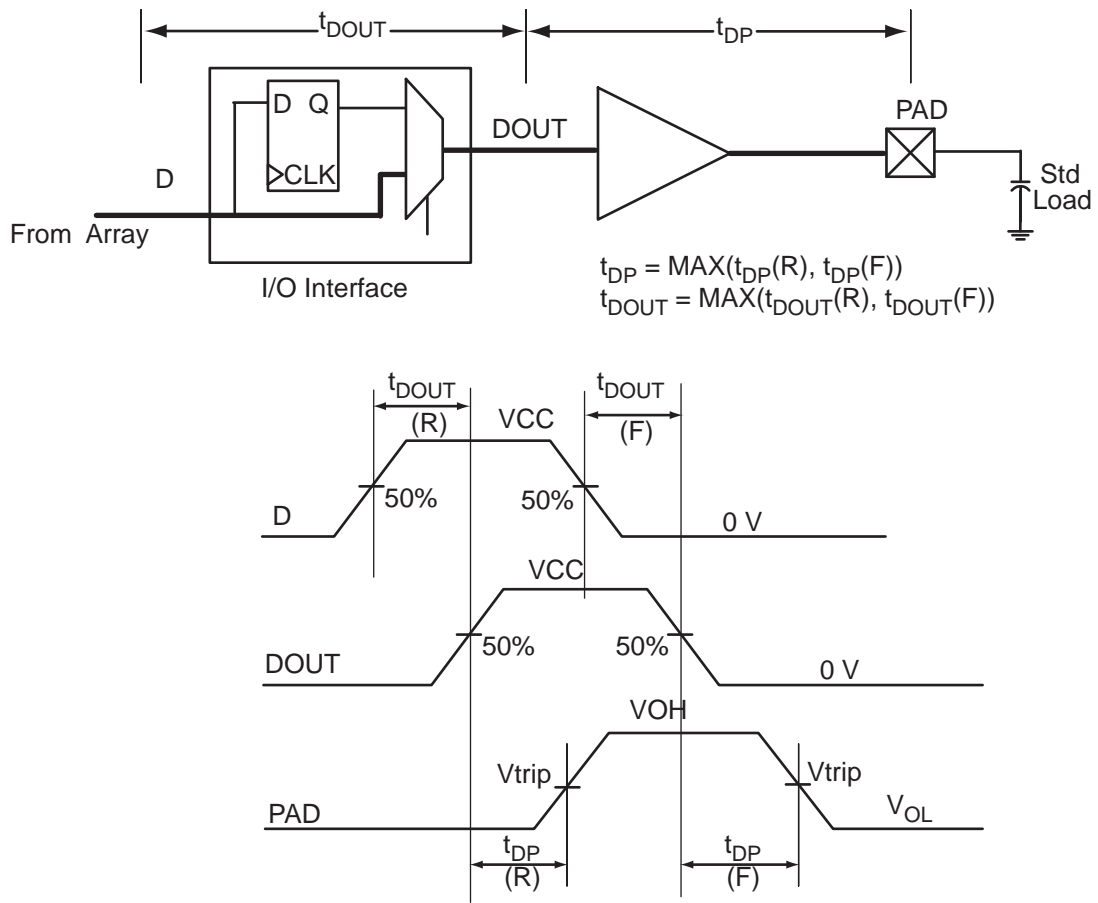 tDOUT
tDP
D Q
CLK
D
DOUT
PAD
Std
Load
From Array
I/O Interface
tDP = MAX(tDP(R), tDP(F))
tDOUT = MAX(tDOUT(R), tDOUT(F))
tDOUT
(R)
VCC
tDOUT
(F)
50%
50%
D
0 V
VCC
50%
50%
DOUT
0 V
VOH
Vtrip
Vtrip
PAD
VOL
tDP
(R)
tDP
(F)